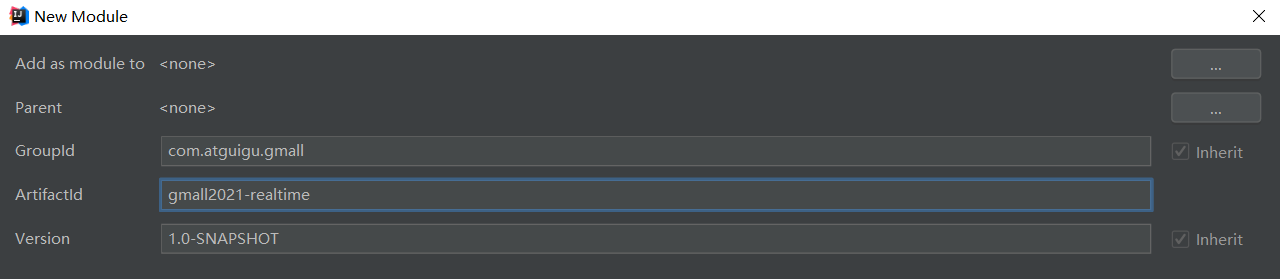 New Module
Add as module to <none> ...
Parent <none> ...
GroupId com.atguigu.gmall Inherit
ArtifactId gmall2021-realtime
Version 1.0-SNAPSHOT Inherit